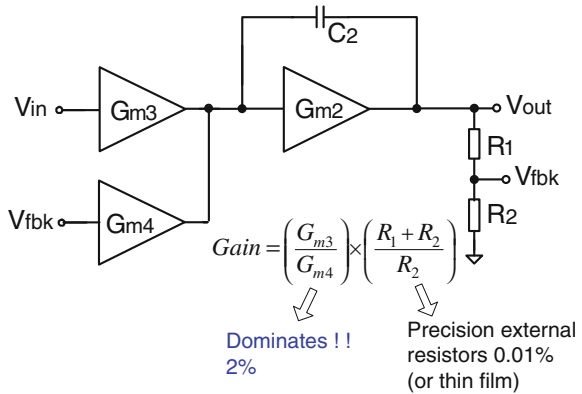 C2
Vin
Gm3
Gm2
Vout
R1
Vfbk
Vfbk
Gm4
R2
Gain = (Gm3 / Gm4) × (R1 + R2 / R2)
Dominates ! !
2%
Precision external
resistors 0.01%
(or thin film)